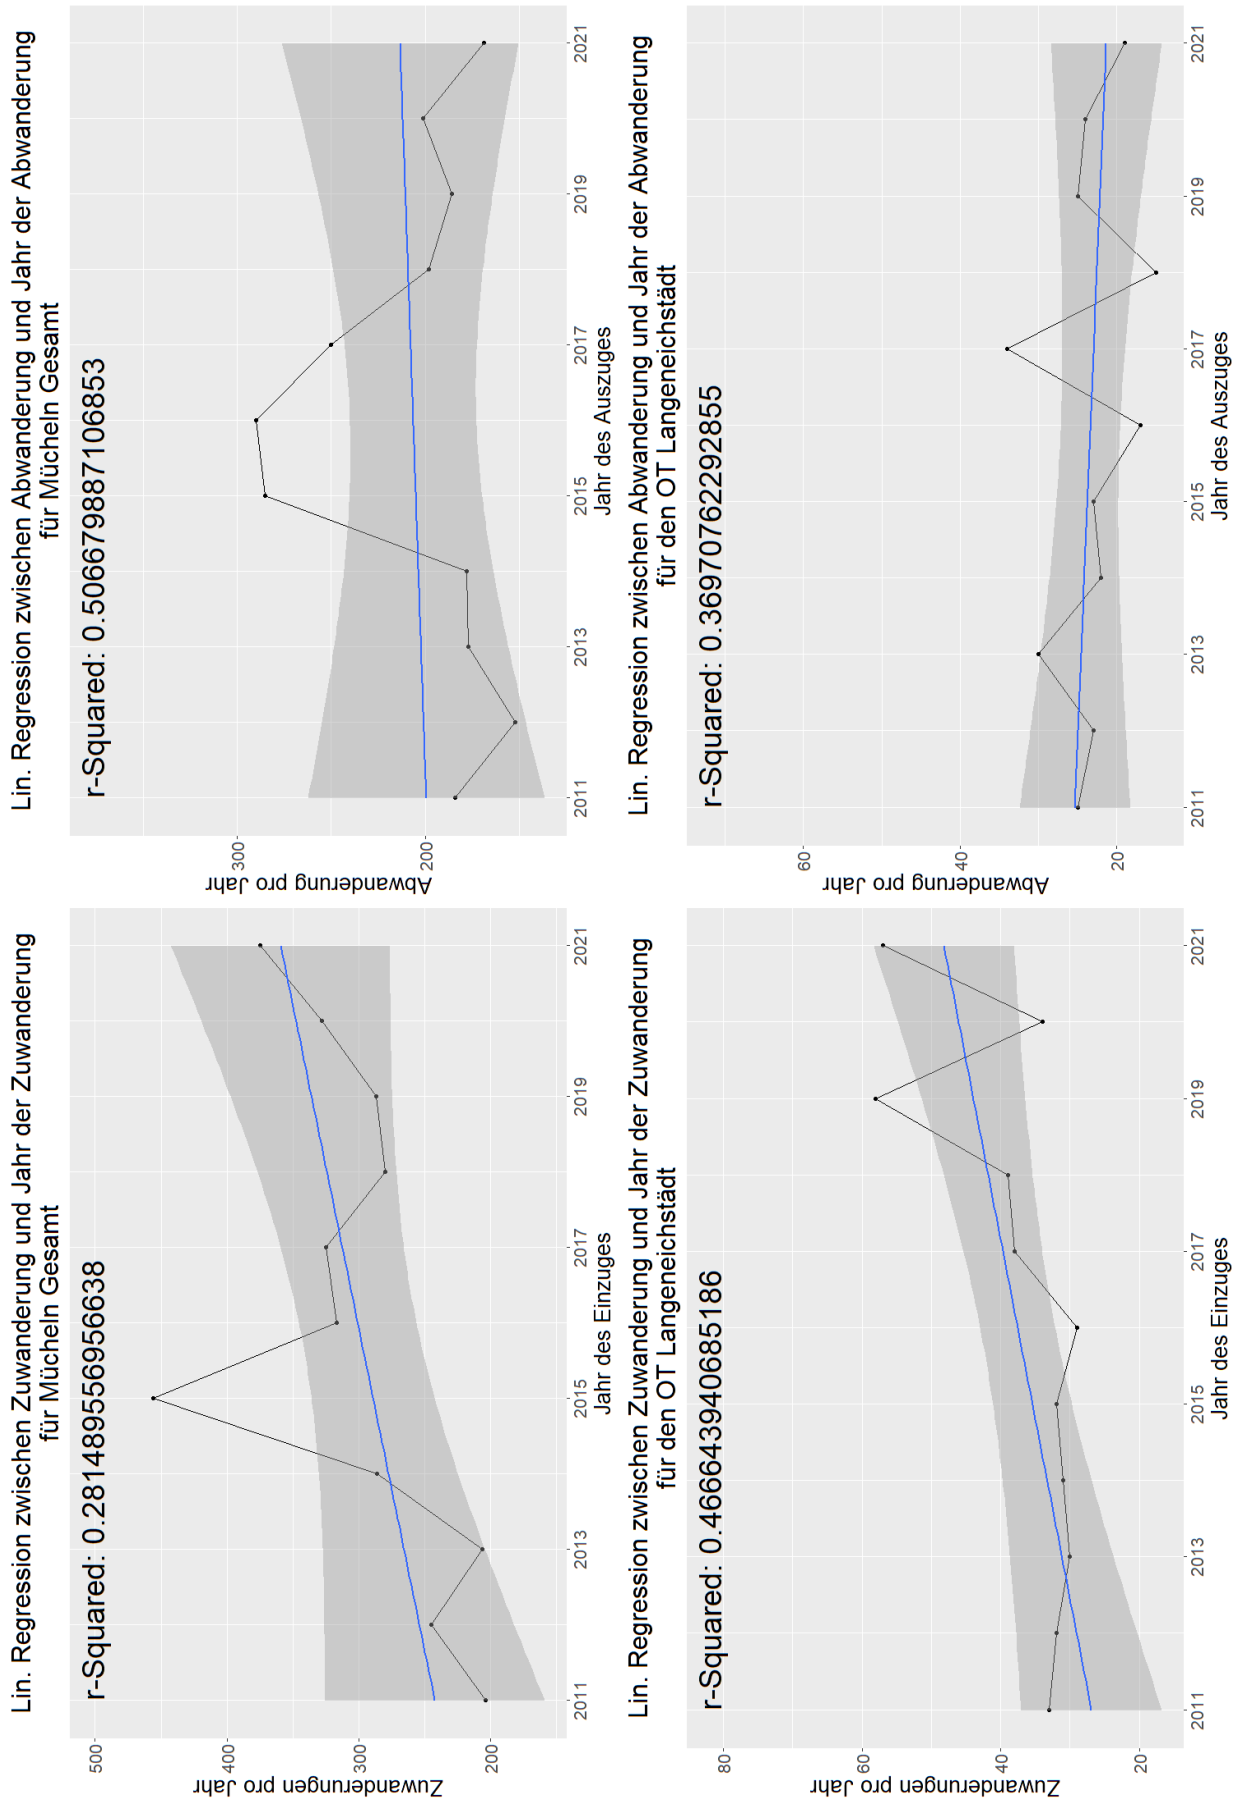 Lin. Regression zwischen Zuwanderung und Jahr der Zuwanderung
für Mücheln Gesamt
r-Squared: 0.281489556956638
Zuwanderungen pro Jahr
500
400
300
200
2011 2013 2015 2017 2019 2021
Jahr des Einzuges
Lin. Regression zwischen Abwanderung und Jahr der Abwanderung
für Mücheln Gesamt
r-Squared: 0.506679887106853
Abwanderung pro Jahr
300
200
2011 2013 2015 2017 2019 2021
Jahr des Auszuges
Lin. Regression zwischen Zuwanderung und Jahr der Zuwanderung
für den OT Langeneichstädt
r-Squared: 0.466643940685186
Zuwanderungen pro Jahr
80
60
40
20
2011 2013 2015 2017 2019 2021
Jahr des Einzuges
Lin. Regression zwischen Abwanderung und Jahr der Abwanderung
für den OT Langeneichstädt
r-Squared: 0.369707622292855
Abwanderung pro Jahr
60
40
20
2011 2013 2015 2017 2019 2021
Jahr des Auszuges